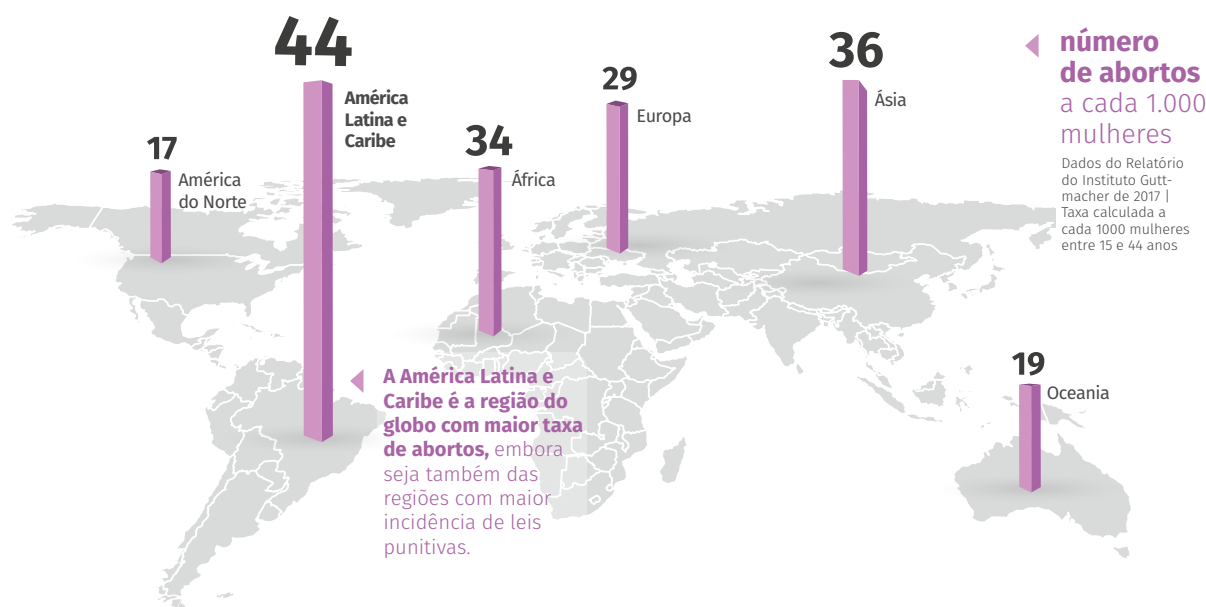 44
América
Latina e
Caribe
17
América
do Norte
34
África
29
Europa
36
Ásia
número
de abortos
a cada 1.000
mulheres
Dados do Relatório
do Instituto Gutt-
macher de 2017 |
Taxa calculada a
cada 1000 mulheres
entre 15 e 44 anos
A América Latina e
Caribe é a região do
globo com maior taxa
de abortos, embora
seja também das
regiões com maior
incidência de leis
punitivas.
19
Oceania